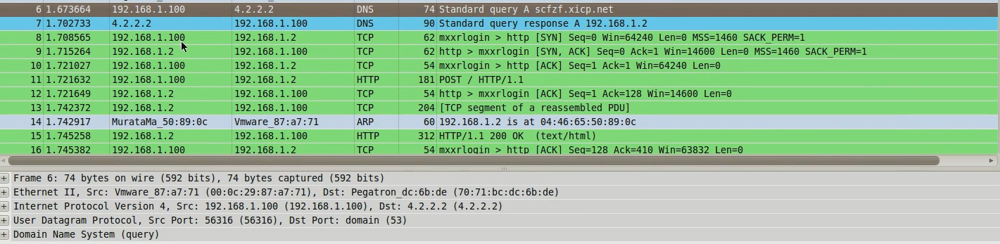 6 1.673664 192.168.1.100 4.2.2.2 DNS 74 Standard query A scfzf.xicp.net
7 1.702733 4.2.2.2 192.168.1.100 DNS 90 Standard query response A 192.168.1.2
8 1.708565 192.168.1.100 192.168.1.2 TCP 62 mxxrlogin > http [SYN] Seq=0 Win=64240 Len=0 MSS=1460 SACK_PERM=1
9 1.715264 192.168.1.2 192.168.1.100 TCP 62 http > mxxrlogin [SYN, ACK] Seq=0 Ack=1 Win=14600 Len=0 MSS=1460 SACK_PERM=1
10 1.721027 192.168.1.100 192.168.1.2 TCP 54 mxxrlogin > http [ACK] Seq=1 Ack=1 Win=64240 Len=0
11 1.721632 192.168.1.100 192.168.1.2 HTTP 181 POST / HTTP/1.1
12 1.721649 192.168.1.2 192.168.1.100 TCP 54 http > mxxrlogin [ACK] Seq=1 Ack=128 Win=14600 Len=0
13 1.742372 192.168.1.2 192.168.1.100 TCP 204 [TCP segment of a reassembled PDU]
14 1.742917 MurataMa_50:89:0c Vmware_87:a7:71 ARP 60 192.168.1.2 is at 04:46:65:50:89:0c
15 1.745258 192.168.1.2 192.168.1.100 HTTP 312 HTTP/1.1 200 OK (text/html)
16 1.745382 192.168.1.100 192.168.1.2 TCP 54 mxxrlogin > http [ACK] Seq=128 Ack=410 Win=63832 Len=0
Frame 6: 74 bytes on wire (592 bits), 74 bytes captured (592 bits)
Ethernet II, Src: Vmware_87:a7:71 (00:0c:29:87:a7:71), Dst: Pegatron_dc:6b:de (70:71:bc:dc:6b:de)
Internet Protocol Version 4, Src: 192.168.1.100 (192.168.1.100), Dst: 4.2.2.2 (4.2.2.2)
User Datagram Protocol, Src Port: 56316 (56316), Dst Port: domain (53)
Domain Name System (query)